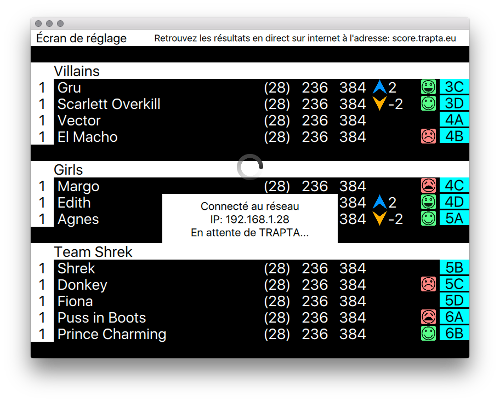 Écran de réglage Retrouvez les résultats en direct sur internet à l'adresse: score.trapta.eu
Villains
1 Gru (28) 236 384 2 3C
1 Scarlett Overkill (28) 236 384 -2 3D
1 Vector (28) 236 384 4A
1 El Macho (28) 236 384 4B
Girls
1 Margo (28) 236 384 4C
1 Edith 384 2 4D
1 Agnes 384 -2 5A
Connecté au réseau
IP: 192.168.1.28
En attente de TRAPTA...
Team Shrek
1 Shrek (28) 236 384 5B
1 Donkey (28) 236 384 5C
1 Fiona (28) 236 384 5D
1 Puss in Boots (28) 236 384 6A
1 Prince Charming (28) 236 384 6B